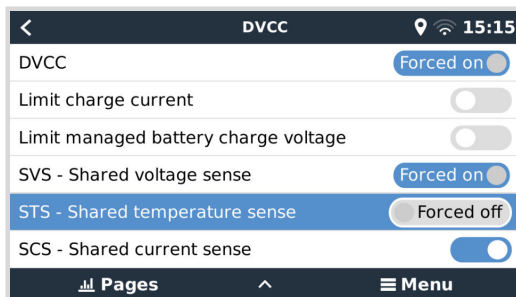 DVCC 15:15
DVCC Forced on
Limit charge current
Limit managed battery charge voltage
SVS - Shared voltage sense Forced on
STS - Shared temperature sense Forced off
SCS - Shared current sense
Pages Menu